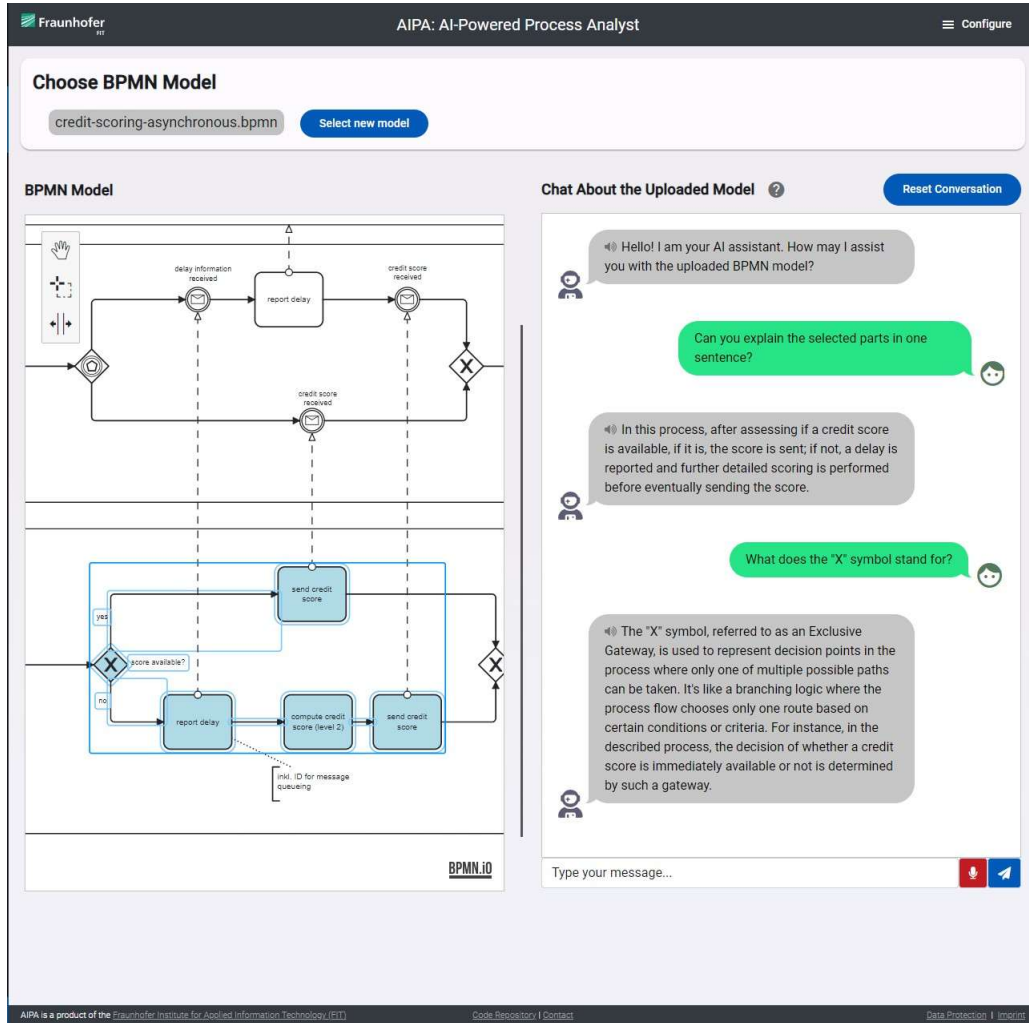 Fraunhofer
FIT
AIPA: AI-Powered Process Analyst
Configure
Choose BPMN Model
credit-scoring-asynchronous.bpmn
Select new model
BPMN Model
delay information
received
report delay
credit score
received
X
credit score
received
send credit
score
yes
X
score available?
X
no
report delay
compute credit
score (level 2)
send credit
score
inkl. ID for message
queueing
BPMN.iO
Chat About the Uploaded Model
?
Reset Conversation
Hello! I am your AI assistant. How may I assist
you with the uploaded BPMN model?
Can you explain the selected parts in one
sentence?
In this process, after assessing if a credit score
is available, if it is, the score is sent; if not, a delay is
reported and further detailed scoring is performed
before eventually sending the score.
What does the "X" symbol stand for?
The "X" symbol, referred to as an Exclusive
Gateway, is used to represent decision points in the
process where only one of multiple possible paths
can be taken. It's like a branching logic where the
process flow chooses only one route based on
certain conditions or criteria. For instance, in the
described process, the decision of whether a credit
score is immediately available or not is determined
by such a gateway.
Type your message...
AIPA is a product of the Fraunhofer Institute for Applied Information Technology (FIT)
Code Repository | Contact
Data Protection | Imprint